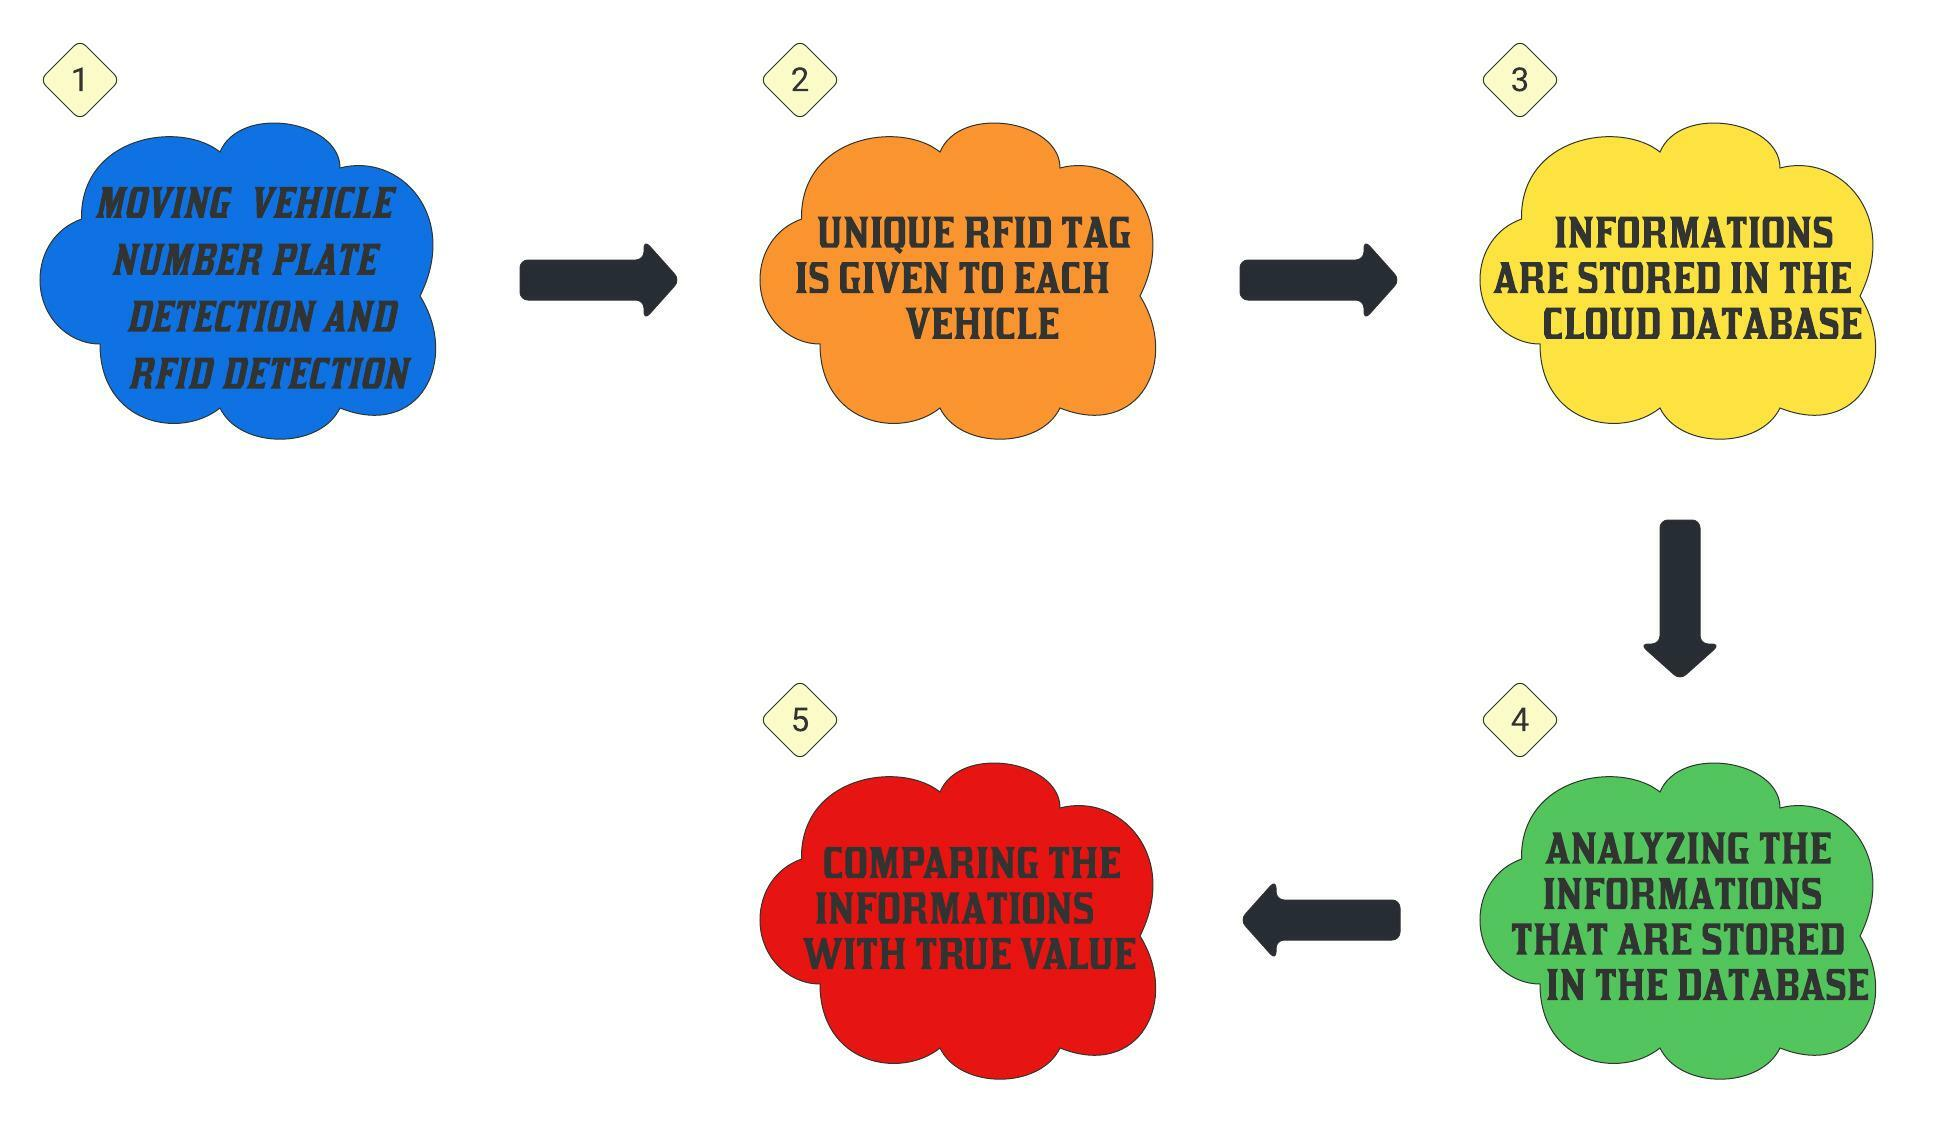 1
MOVING VEHICLE
NUMBER PLATE
DETECTION AND
RFID DETECTION
2
UNIQUE RFID TAG
IS GIVEN TO EACH
VEHICLE
3
INFORMATIONS
ARE STORED IN THE
CLOUD DATABASE
4
ANALYZING THE
INFORMATIONS
THAT ARE STORED
IN THE DATABASE
5
COMPARING THE
INFORMATIONS
WITH TRUE VALUE